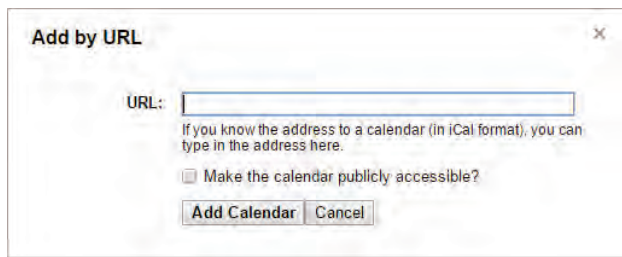 Add by URL
URL:
If you know the address to a calendar (in iCal format), you can
type in the address here.
Make the calendar publicly accessible?
Add Calendar Cancel